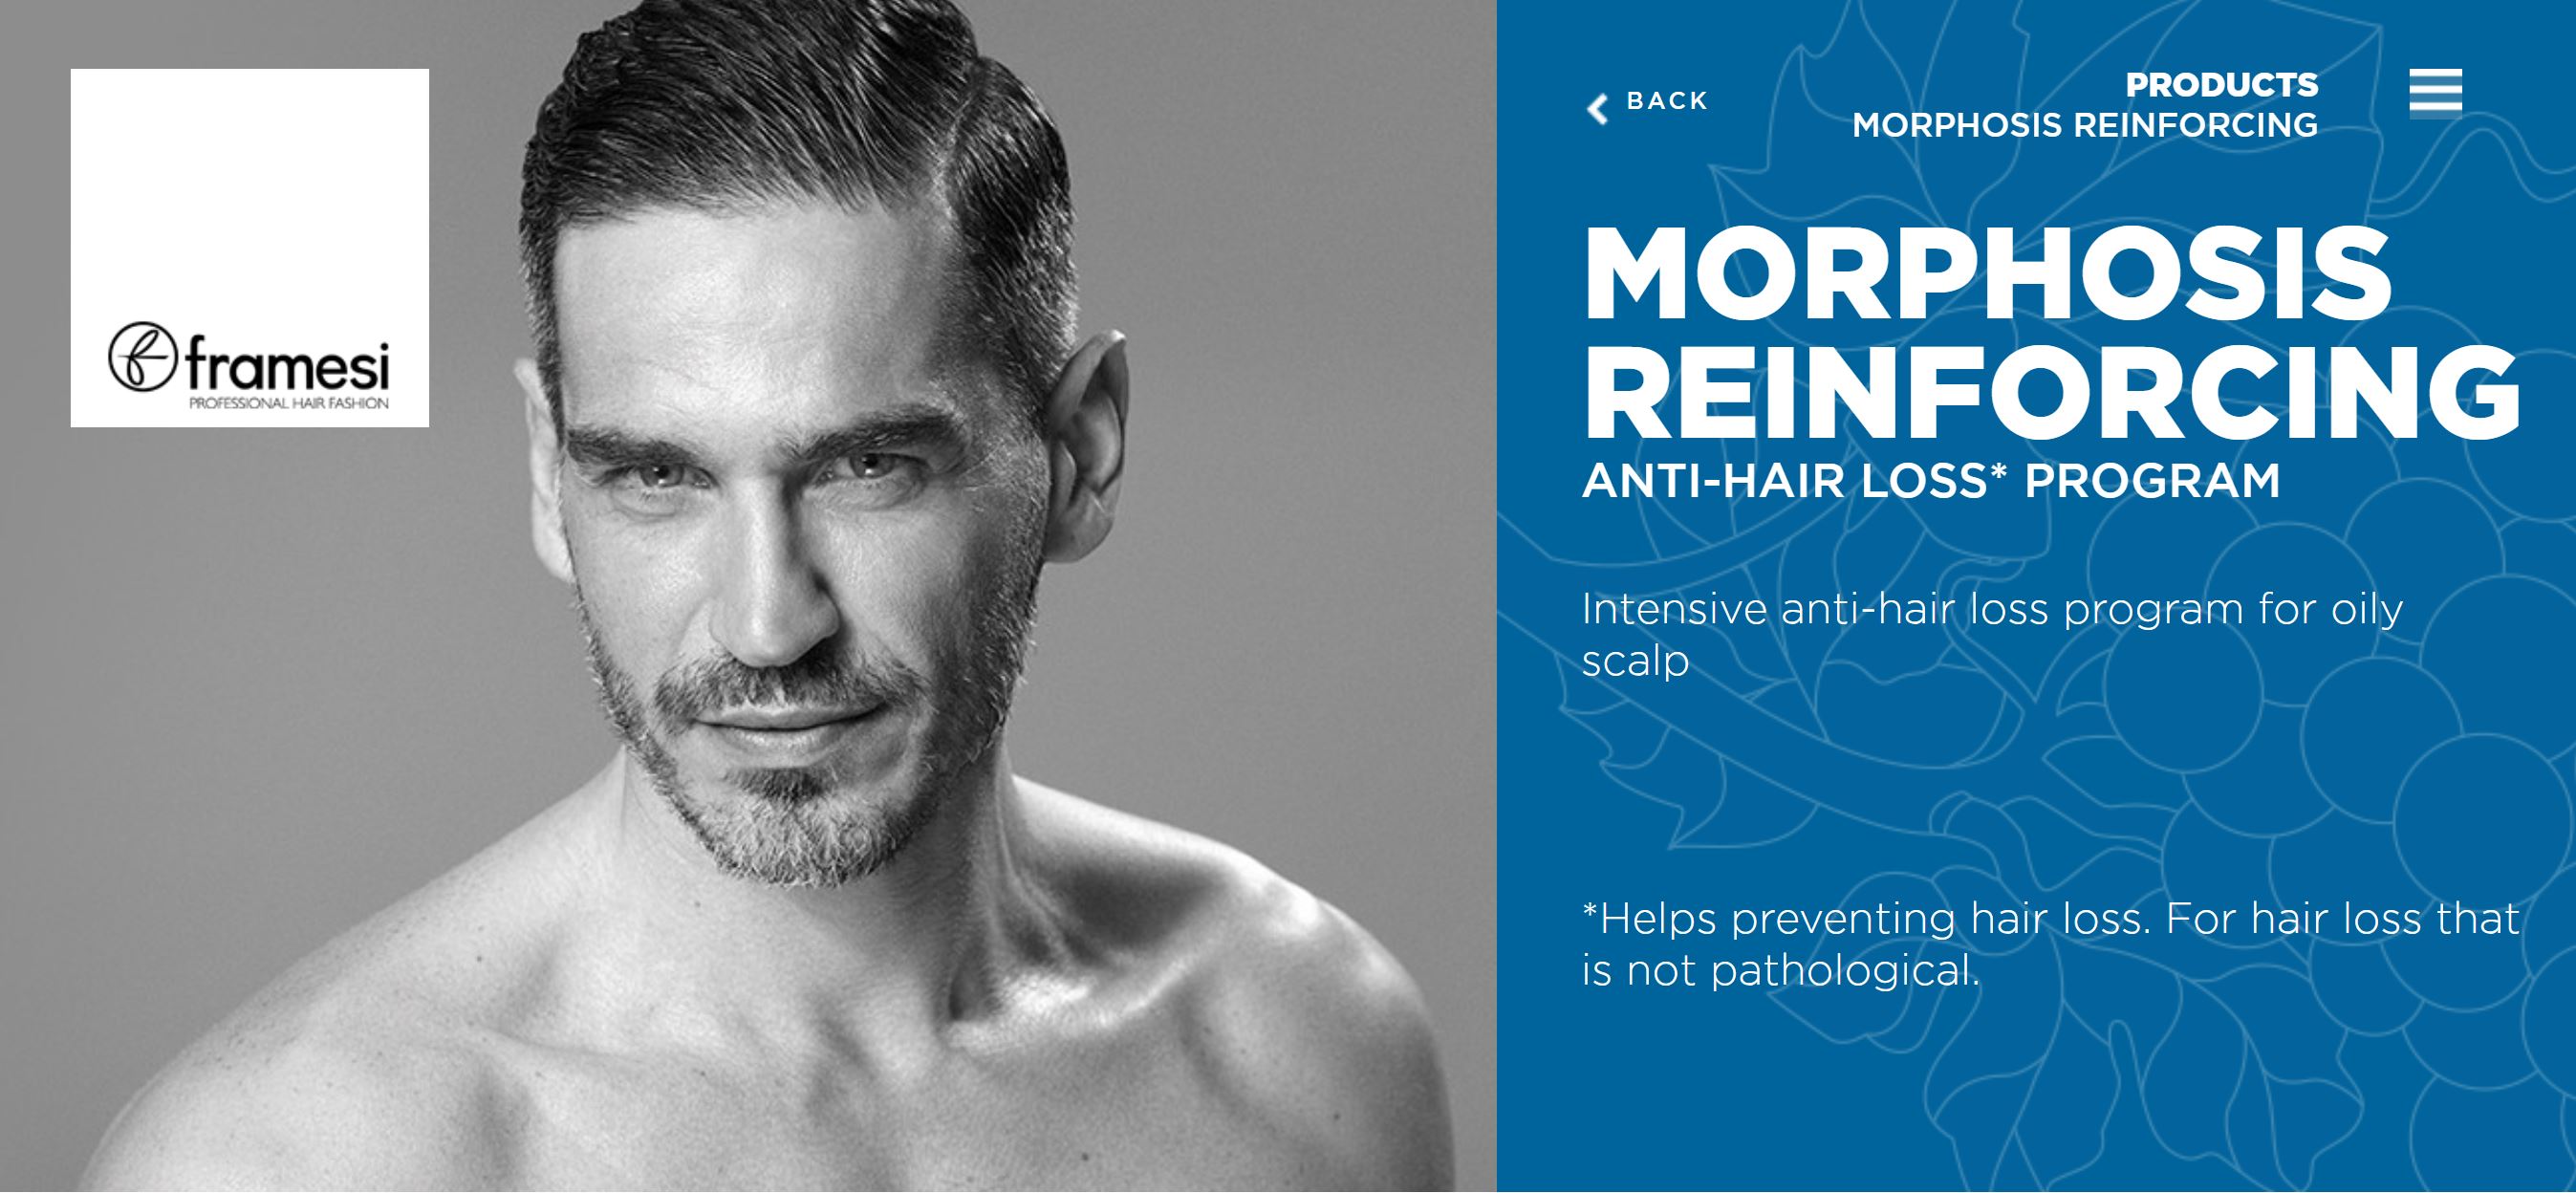 framesi
PROFESSIONAL HAIR FASHION
BACK
PRODUCTS
MORPHOSIS REINFORCING
MORPHOSIS
REINFORCING
ANTI-HAIR LOSS* PROGRAM
Intensive anti-hair loss program for oily
scalp
*Helps preventing hair loss. For hair loss that
is not pathological.